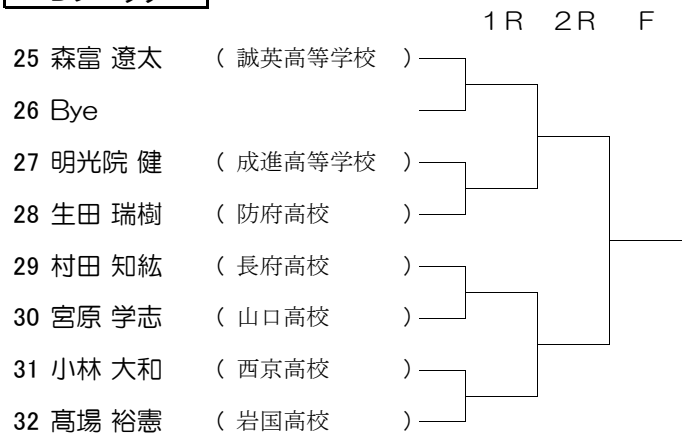 1R 2R F
25 森富 遼太 ( 誠英高等学校 )
26 Bye
27 明光院 健 ( 成進高等学校 )
28 生田 瑞樹 ( 防府高校 )
29 村田 知紘 ( 長府高校 )
30 宮原 学志 ( 山口高校 )
31 小林 大和 ( 西京高校 )
32 髙場 裕憲 ( 岩国高校 )